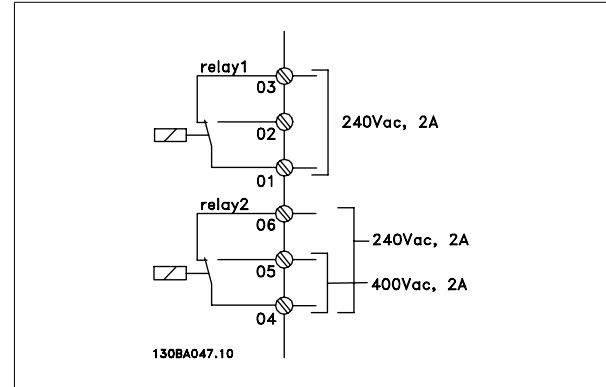 relay1
03
240Vac, 2A
02
01
relay2
06
240Vac, 2A
05
400Vac, 2A
04
130BA047.10